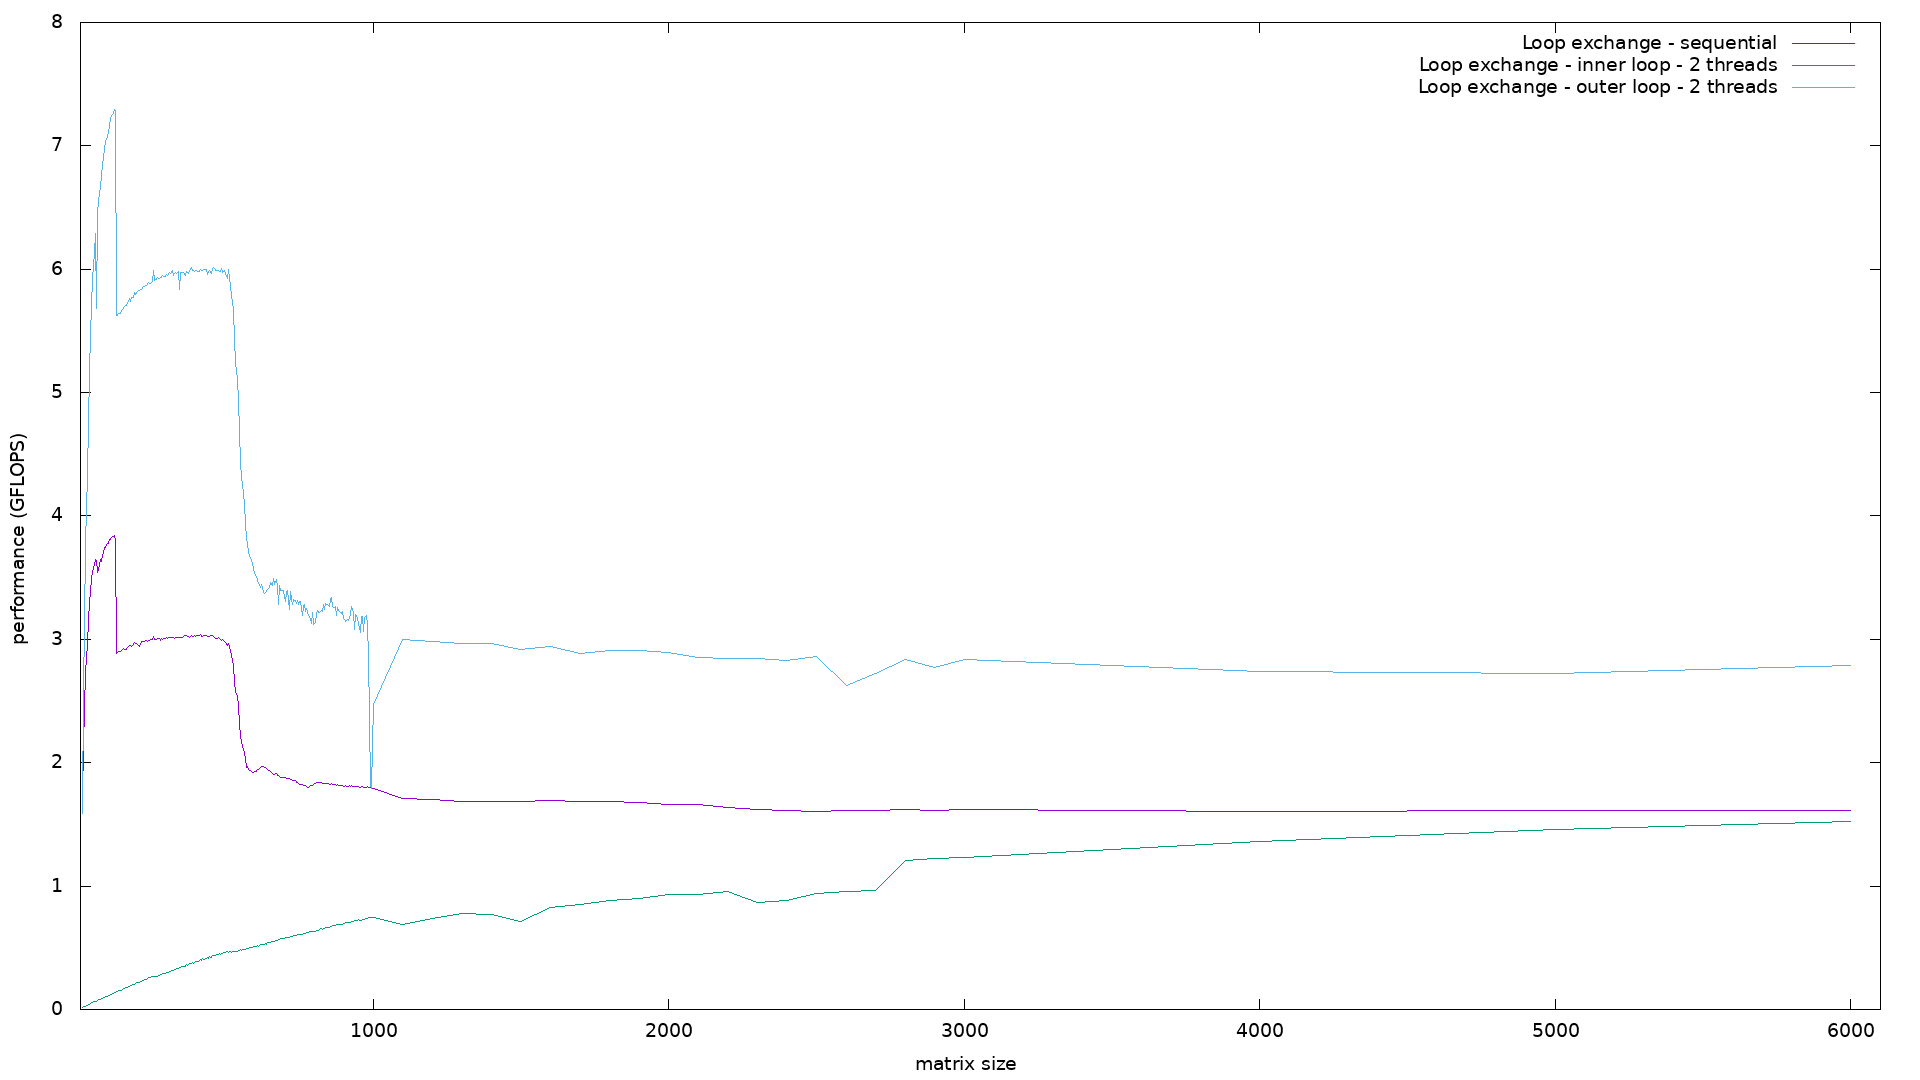 8
7
6
5
4
3
2
1
0
performance (GFLOPS)
Loop exchange - sequential
Loop exchange - inner loop - 2 threads
Loop exchange - outer loop - 2 threads
1000 2000 3000 4000 5000 6000
matrix size